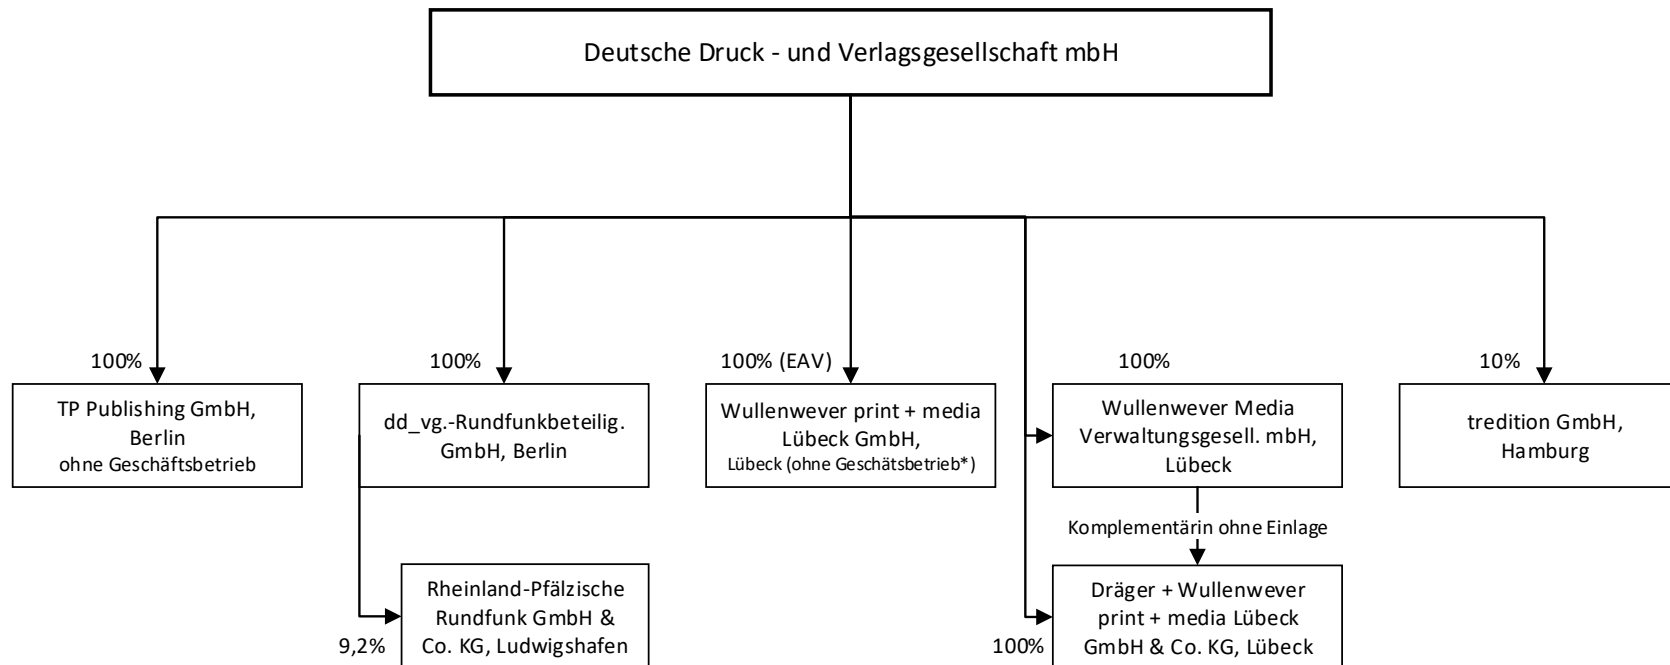 Deutsche Druck - und Verlagsgesellschaft mbH
100%
100%
100% (EAV)
100%
10%
TP Publishing GmbH,
Berlin
ohne Geschäftsbetrieb
dd_vg.-Rundfunkbeteilig.
GmbH, Berlin
Wullenwever print + media
Lübeck GmbH,
Lübeck (ohne Geschätsbetrieb*)
Wullenwever Media
Verwaltungsgesell. mbH,
Lübeck
tredition GmbH,
Hamburg
Komplementärin ohne Einlage
9,2%
Rheinland-Pfälzische
Rundfunk GmbH &
Co. KG, Ludwigshafen
100%
Dräger + Wullenwever
print + media Lübeck
GmbH & Co. KG, Lübeck